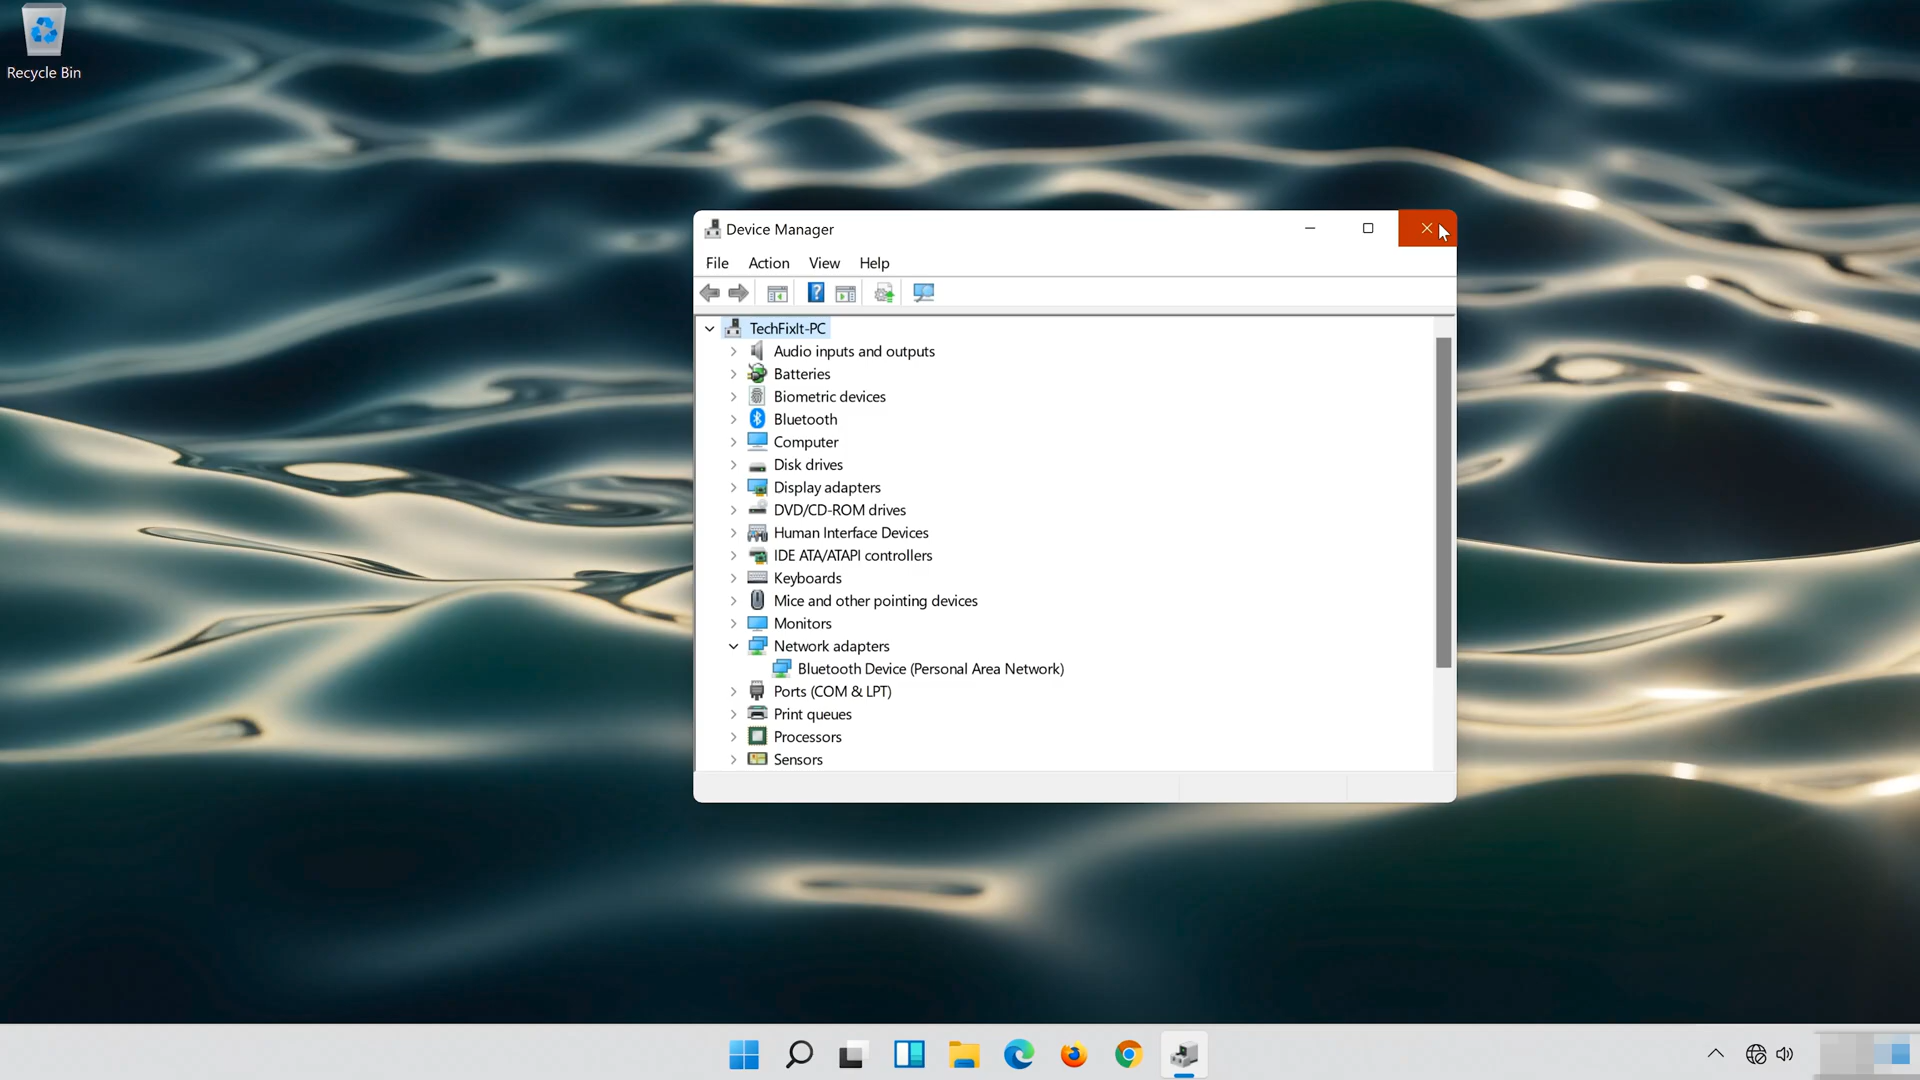 Recycle Bin
Device Manager
File Action View Help
TechFixIt-PC
Audio inputs and outputs
Batteries
Biometric devices
Bluetooth
Computer
Disk drives
Display adapters
DVD/CD-ROM drives
Human Interface Devices
IDE ATA/ATAPI controllers
Keyboards
Mice and other pointing devices
Monitors
Network adapters
Bluetooth Device (Personal Area Network)
Ports (COM & LPT)
Print queues
Processors
Sensors